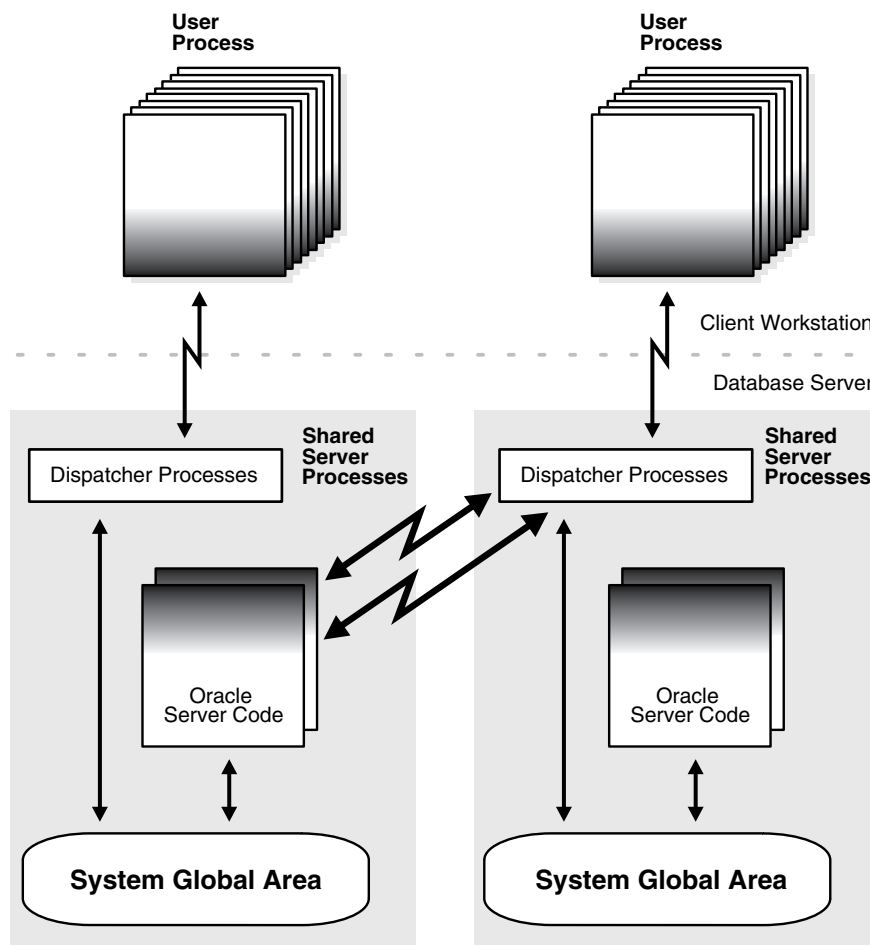 User
Process
User
Process
Client Workstation
Database Server
Shared
Server
Processes
Dispatcher Processes
Shared
Server
Processes
Dispatcher Processes
Oracle
Server Code
Oracle
Server Code
System Global Area
System Global Area